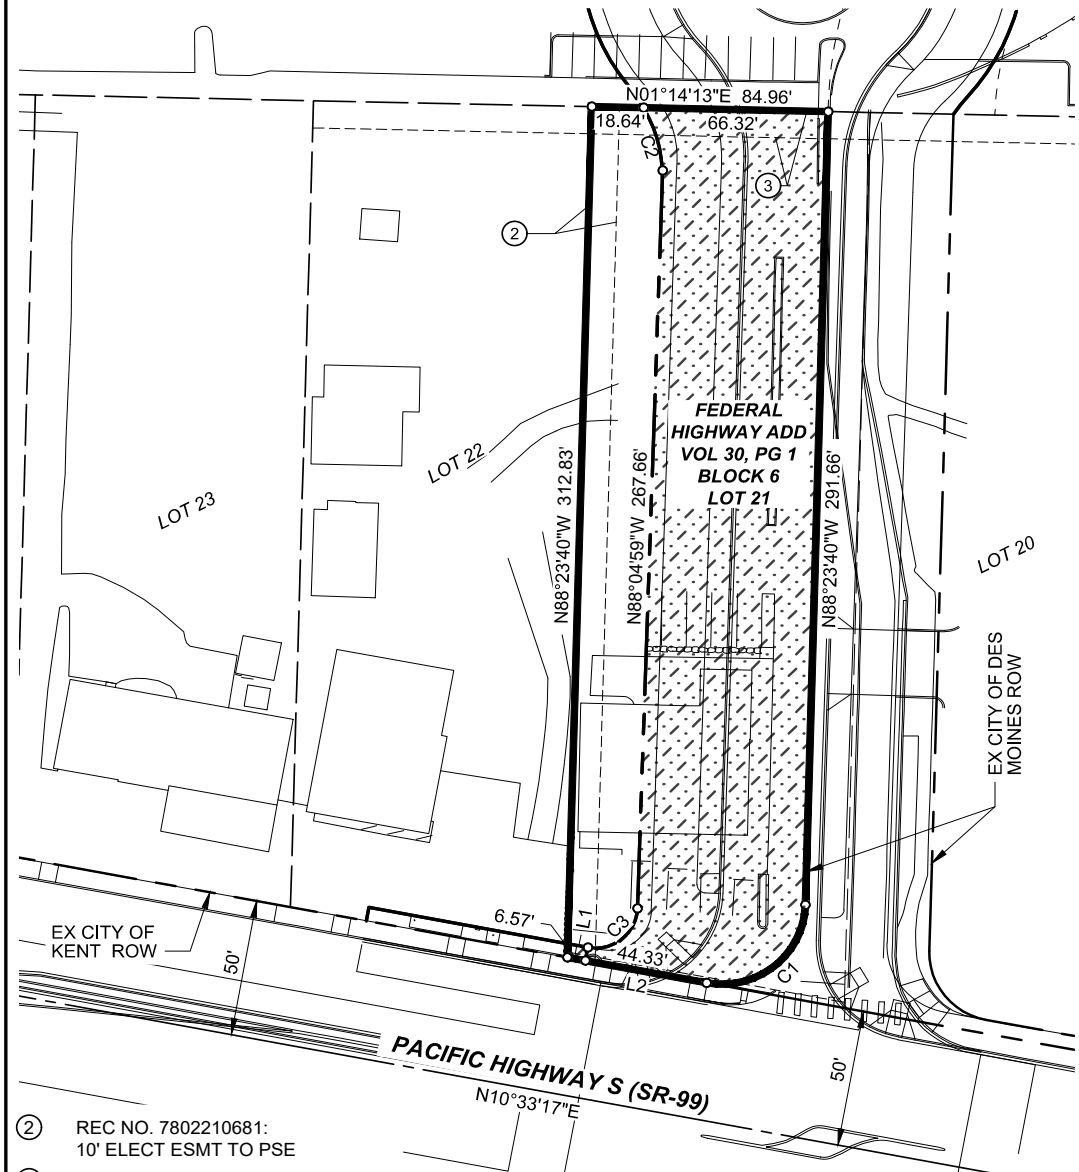 N01°14'13"E 84.96'
18.64'
66.32'
C2
3
2
FEDERAL
HIGHWAY ADD
VOL 30, PG 1
BLOCK 6
LOT 21
LOT 22
LOT 23
LOT 20
N88°23'40"W 312.83'
N88°04'59"W 267.66'
N88°23'40"W 291.66'
EX CITY OF DES
MOINES ROW
EX CITY OF
KENT ROW
6.57'
L1
C3
44.33'
L2
C1
50'
50'
PACIFIC HIGHWAY S (SR-99)
N10°33'17"E
2 REC NO. 7802210681:
10' ELECT ESMT TO PSE